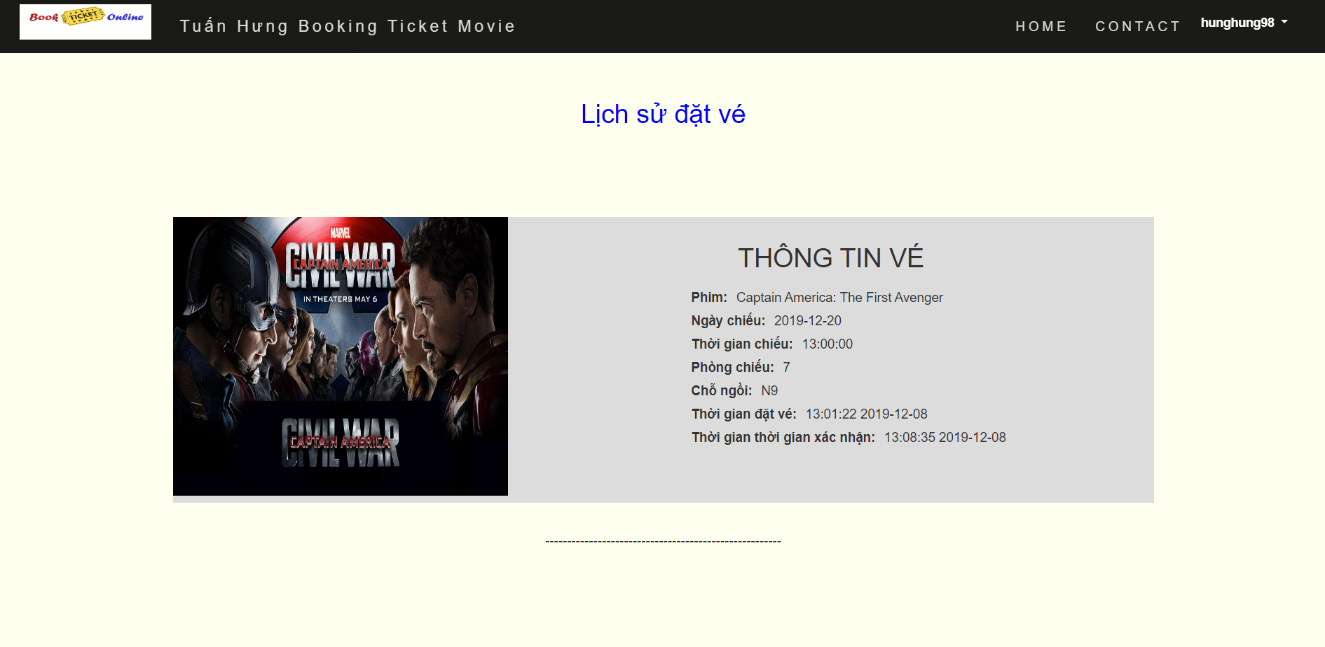 Book TICKET Online
Tuấn Hưng Booking Ticket Movie
HOME
CONTACT
hunghung98
Lịch sử đặt vé
MARVEL
CIVIL WAR
CAPTAIN AMERICA
IN THEATERS MAY 6
CIVIL WAR
CAPTAIN AMERICA
THÔNG TIN VÉ
Phim: Captain America: The First Avenger
Ngày chiếu: 2019-12-20
Thời gian chiếu: 13:00:00
Phòng chiếu: 7
Chỗ ngồi: N9
Thời gian đặt vé: 13:01:22 2019-12-08
Thời gian thời gian xác nhận: 13:08:35 2019-12-08
------------------------------------------------------